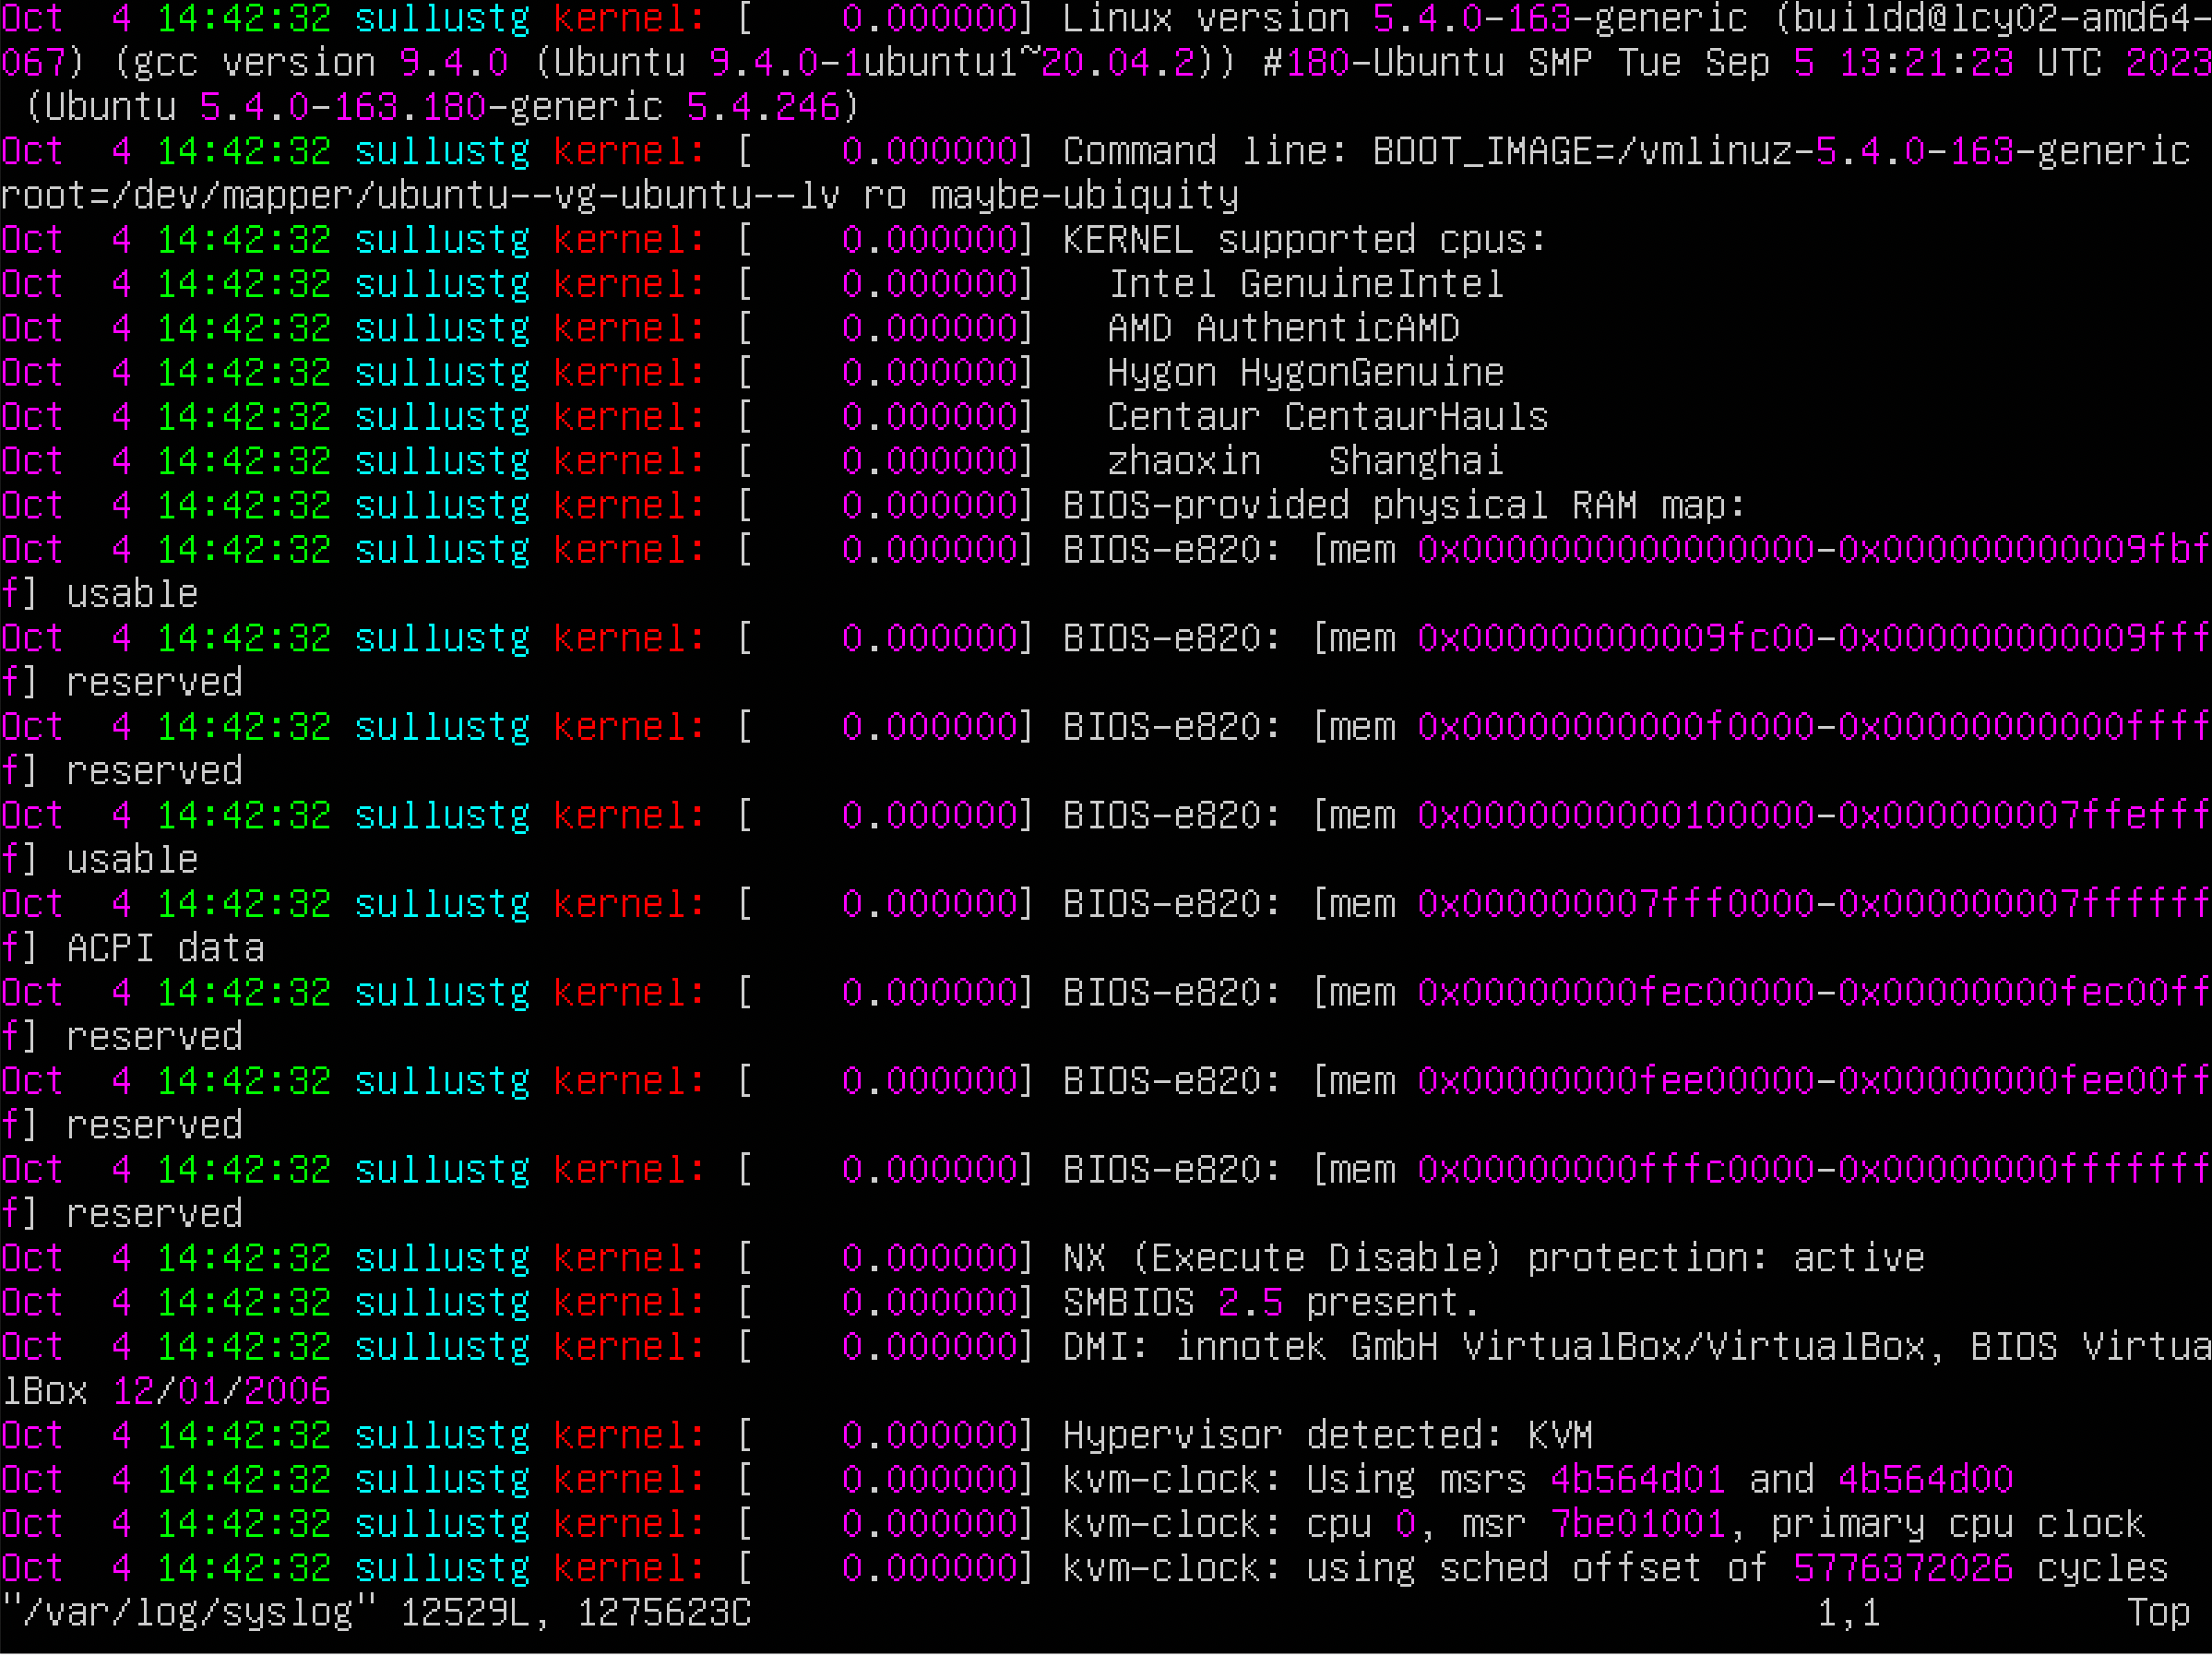 Oct  4 14:42:32 sullustg kernel: [    0.000000] Linux version 5.4.0-163-generic (buildd@lcy02-amd64-
067) (gcc version 9.4.0 (Ubuntu 9.4.0-1ubuntu1~20.04.2)) #180-Ubuntu SMP Tue Sep 5 13:21:23 UTC 2023
 (Ubuntu 5.4.0-163.180-generic 5.4.246)
Oct  4 14:42:32 sullustg kernel: [    0.000000] Command line: BOOT_IMAGE=/vmlinuz-5.4.0-163-generic
root=/dev/mapper/ubuntu--vg-ubuntu--lv ro maybe-ubiquity
Oct  4 14:42:32 sullustg kernel: [    0.000000] KERNEL supported cpus:
Oct  4 14:42:32 sullustg kernel: [    0.000000]   Intel GenuineIntel
Oct  4 14:42:32 sullustg kernel: [    0.000000]   AMD AuthenticAMD
Oct  4 14:42:32 sullustg kernel: [    0.000000]   Hygon HygonGenuine
Oct  4 14:42:32 sullustg kernel: [    0.000000]   Centaur CentaurHauls
Oct  4 14:42:32 sullustg kernel: [    0.000000]   zhaoxin   Shanghai
Oct  4 14:42:32 sullustg kernel: [    0.000000] BIOS-provided physical RAM map:
Oct  4 14:42:32 sullustg kernel: [    0.000000] BIOS-e820: [mem 0x0000000000000000-0x000000000009fbf
f] usable
Oct  4 14:42:32 sullustg kernel: [    0.000000] BIOS-e820: [mem 0x000000000009fc00-0x000000000009fff
f] reserved
Oct  4 14:42:32 sullustg kernel: [    0.000000] BIOS-e820: [mem 0x00000000000f0000-0x00000000000ffff
f] reserved
Oct  4 14:42:32 sullustg kernel: [    0.000000] BIOS-e820: [mem 0x0000000000100000-0x000000007ffefff
f] usable
Oct  4 14:42:32 sullustg kernel: [    0.000000] BIOS-e820: [mem 0x000000007fff0000-0x000000007ffffff
f] ACPI data
Oct  4 14:42:32 sullustg kernel: [    0.000000] BIOS-e820: [mem 0x00000000fec00000-0x00000000fec00ff
f] reserved
Oct  4 14:42:32 sullustg kernel: [    0.000000] BIOS-e820: [mem 0x00000000fee00000-0x00000000fee00ff
f] reserved
Oct  4 14:42:32 sullustg kernel: [    0.000000] BIOS-e820: [mem 0x00000000fffc0000-0x00000000fffffff
f] reserved
Oct  4 14:42:32 sullustg kernel: [    0.000000] NX (Execute Disable) protection: active
Oct  4 14:42:32 sullustg kernel: [    0.000000] SMBIOS 2.5 present.
Oct  4 14:42:32 sullustg kernel: [    0.000000] DMI: innotek GmbH VirtualBox/VirtualBox, BIOS Virtua
lBox 12/01/2006
Oct  4 14:42:32 sullustg kernel: [    0.000000] Hypervisor detected: KVM
Oct  4 14:42:32 sullustg kernel: [    0.000000] kvm-clock: Using msrs 4b564d01 and 4b564d00
Oct  4 14:42:32 sullustg kernel: [    0.000000] kvm-clock: cpu 0, msr 7be01001, primary cpu clock
Oct  4 14:42:32 sullustg kernel: [    0.000000] kvm-clock: using sched offset of 5776372026 cycles
"/var/log/syslog" 12529L, 1275623C                                                1,1           Top